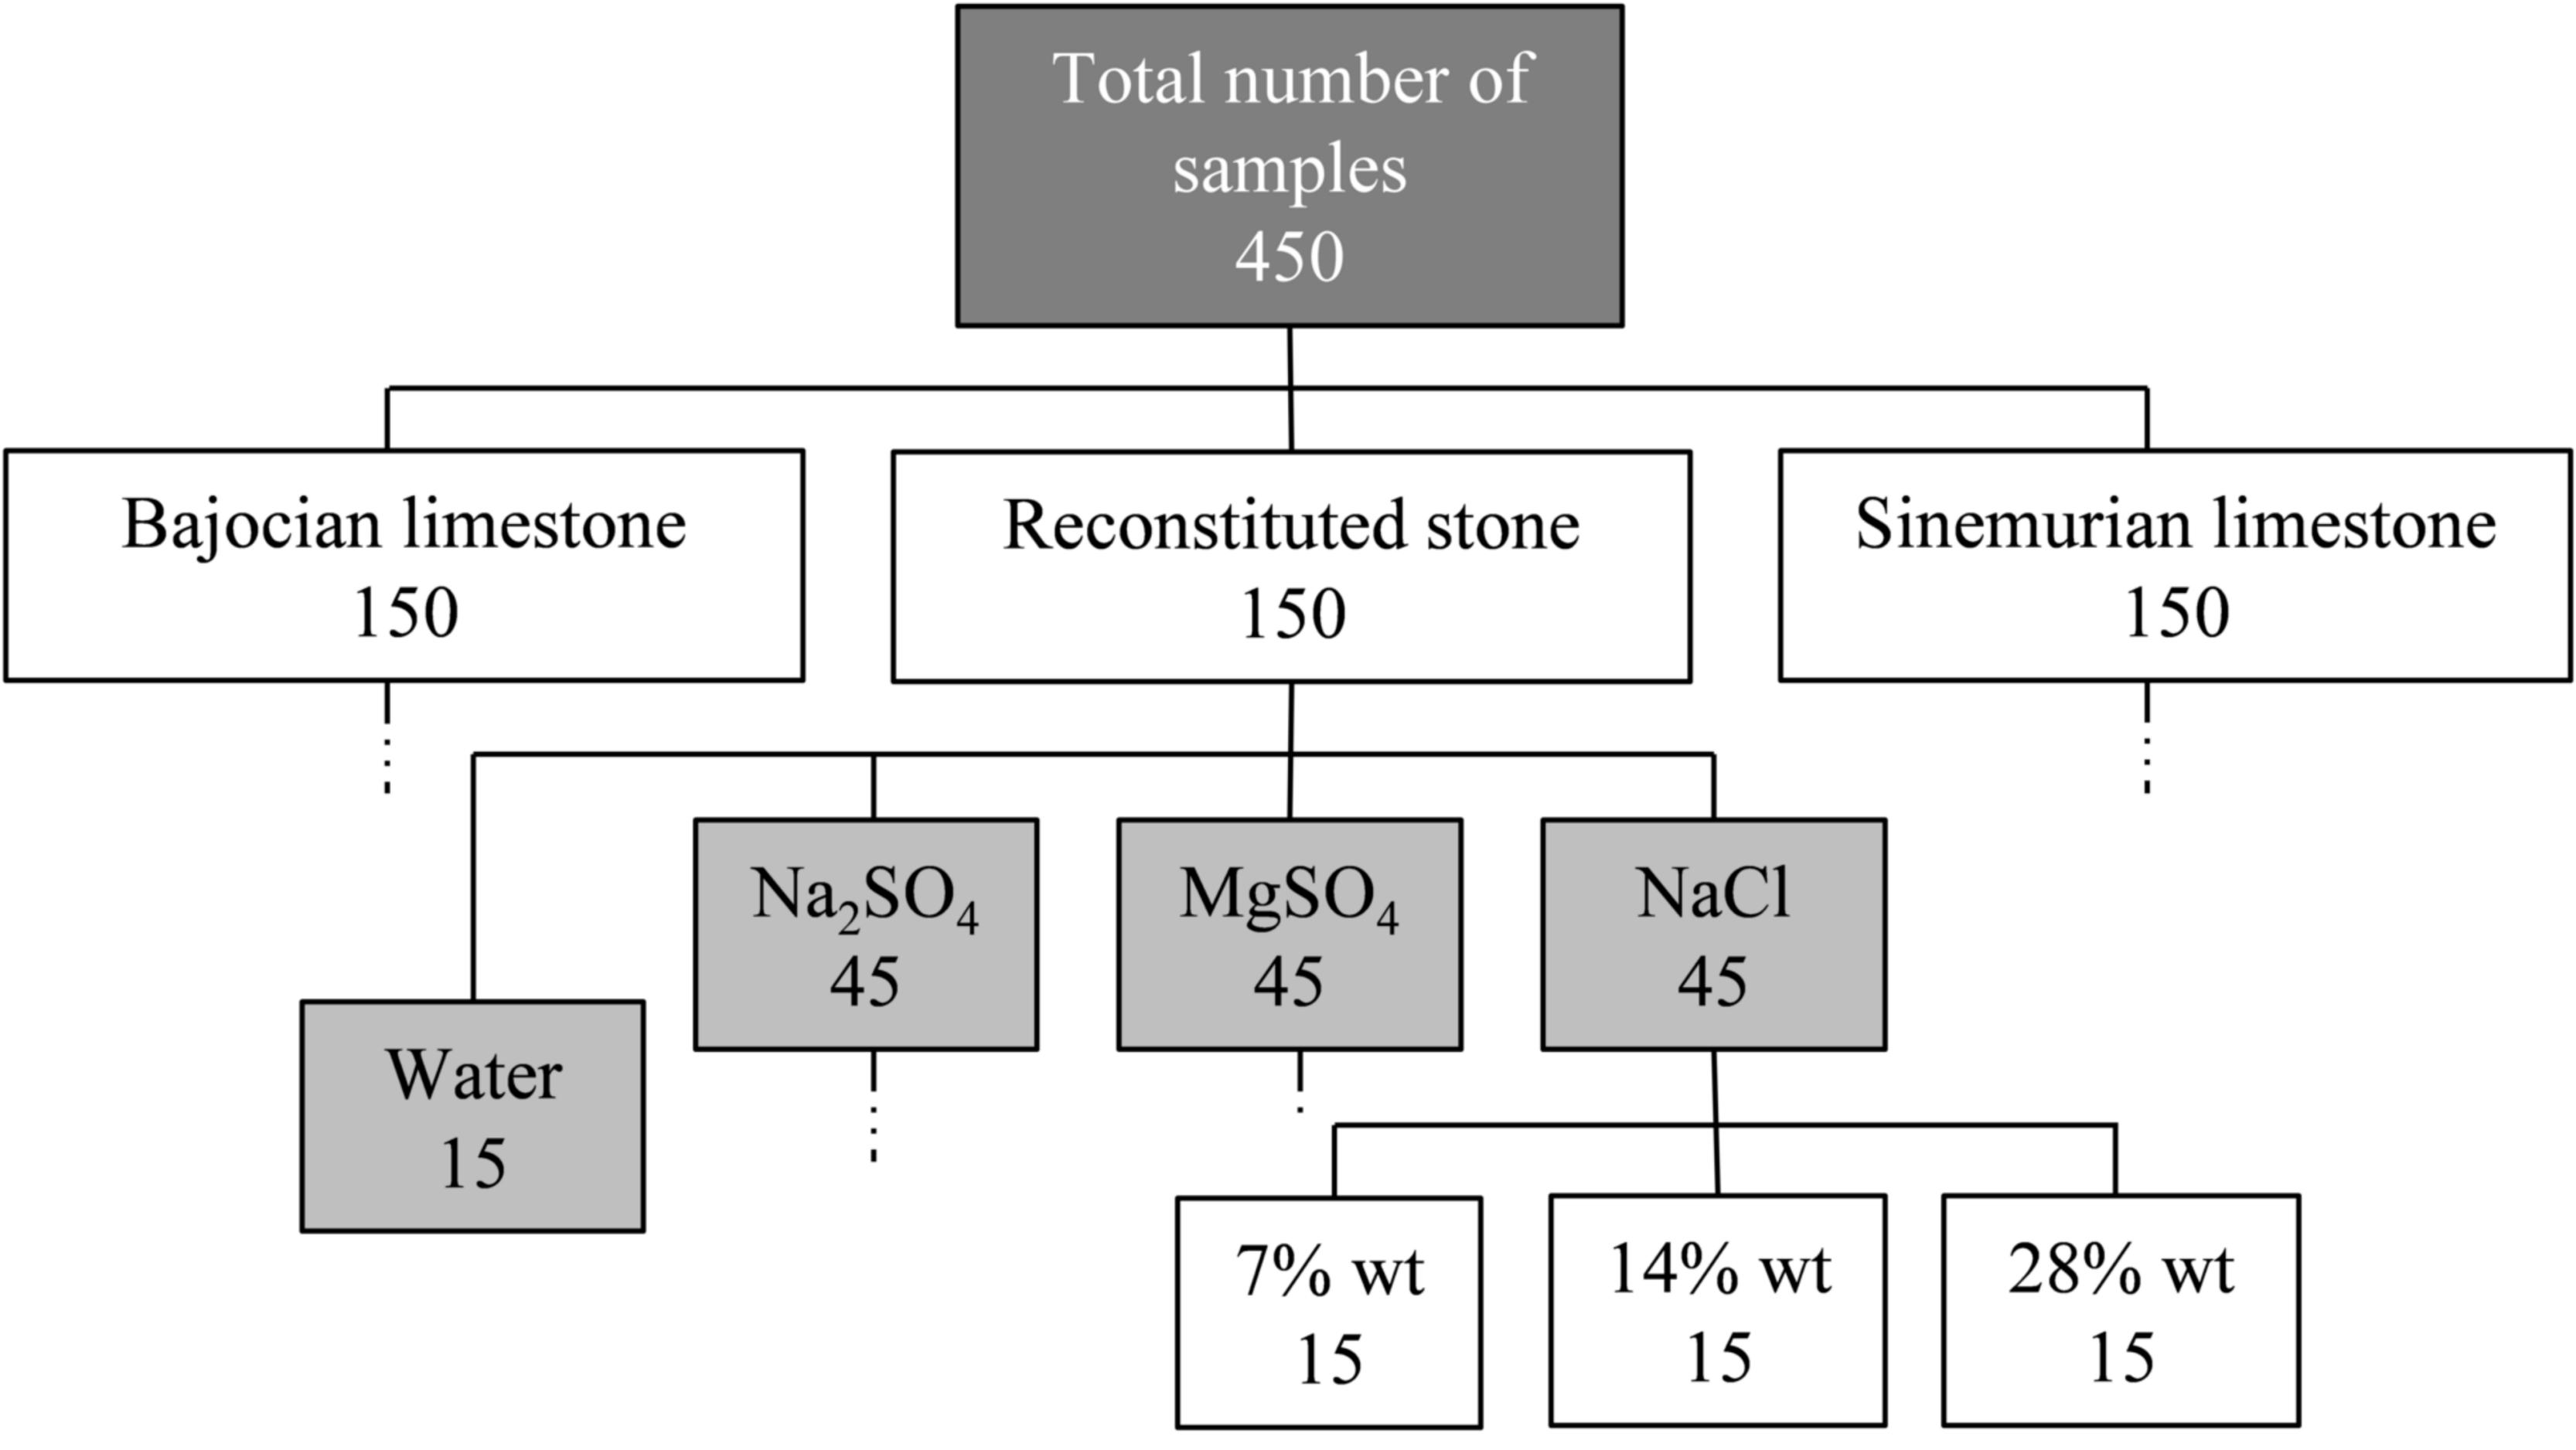 Total number of
samples
450
Bajocian limestone
150
Reconstituted stone
150
Sinemurian limestone
150
Na₂SO₄
45
MgSO₄
45
NaCl
45
Water
15
7% wt
15
14% wt
15
28% wt
15